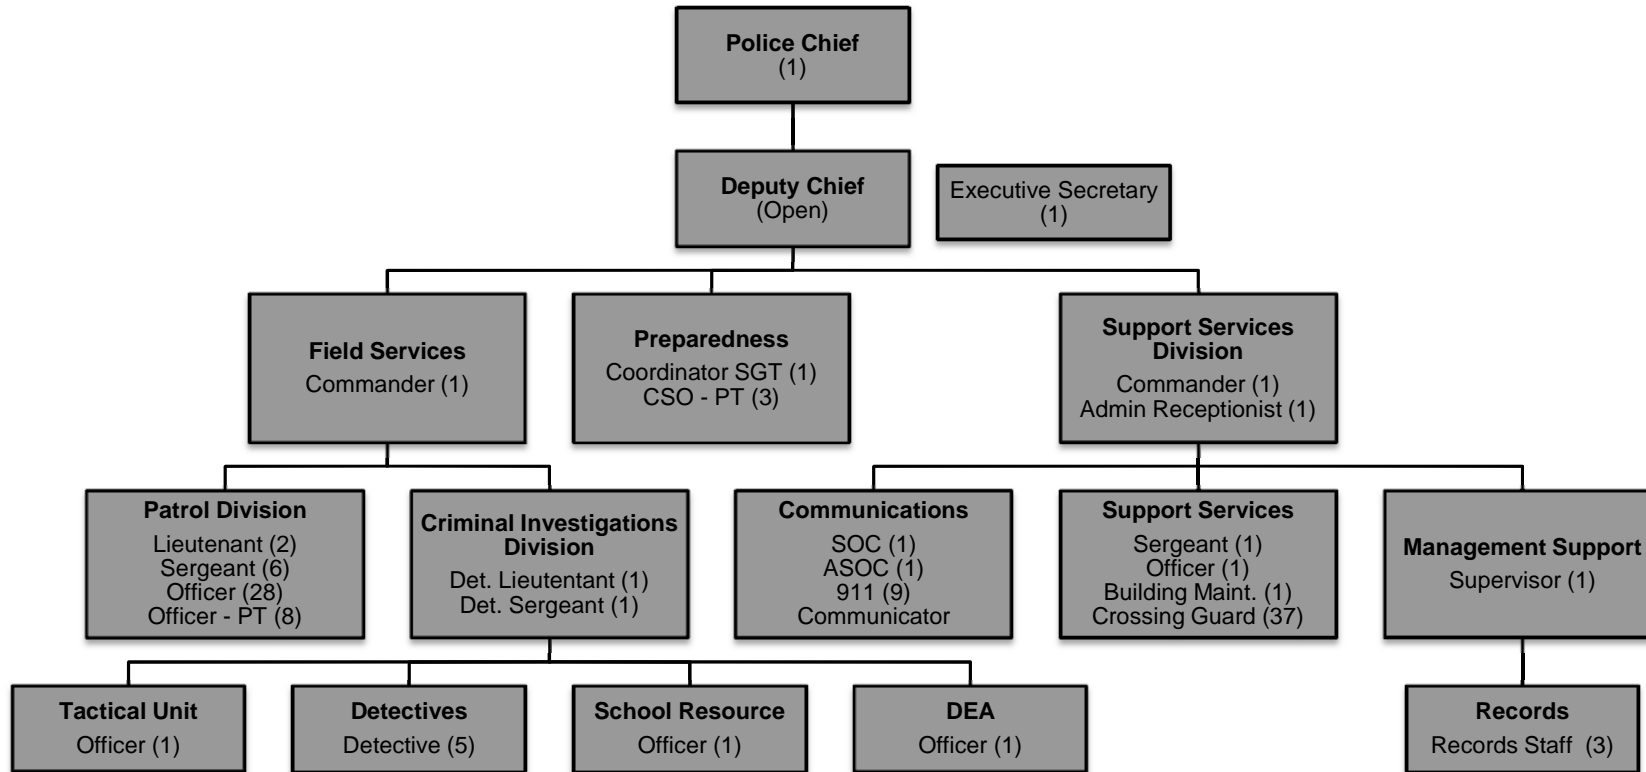 Police Chief
(1)
Deputy Chief
(Open)
Executive Secretary
(1)
Field Services
Commander (1)
Preparedness
Coordinator SGT (1)
CSO - PT (3)
Support Services
Division
Commander (1)
Admin Receptionist (1)
Patrol Division
Lieutenant (2)
Sergeant (6)
Officer (28)
Officer - PT (8)
Criminal Investigations
Division
Det. Lieutentant (1)
Det. Sergeant (1)
Communications
SOC (1)
ASOC (1)
911 (9)
Communicator
Support Services
Sergeant (1)
Officer (1)
Building Maint. (1)
Crossing Guard (37)
Management Support
Supervisor (1)
Tactical Unit
Officer (1)
Detectives
Detective (5)
School Resource
Officer (1)
DEA
Officer (1)
Records
Records Staff (3)